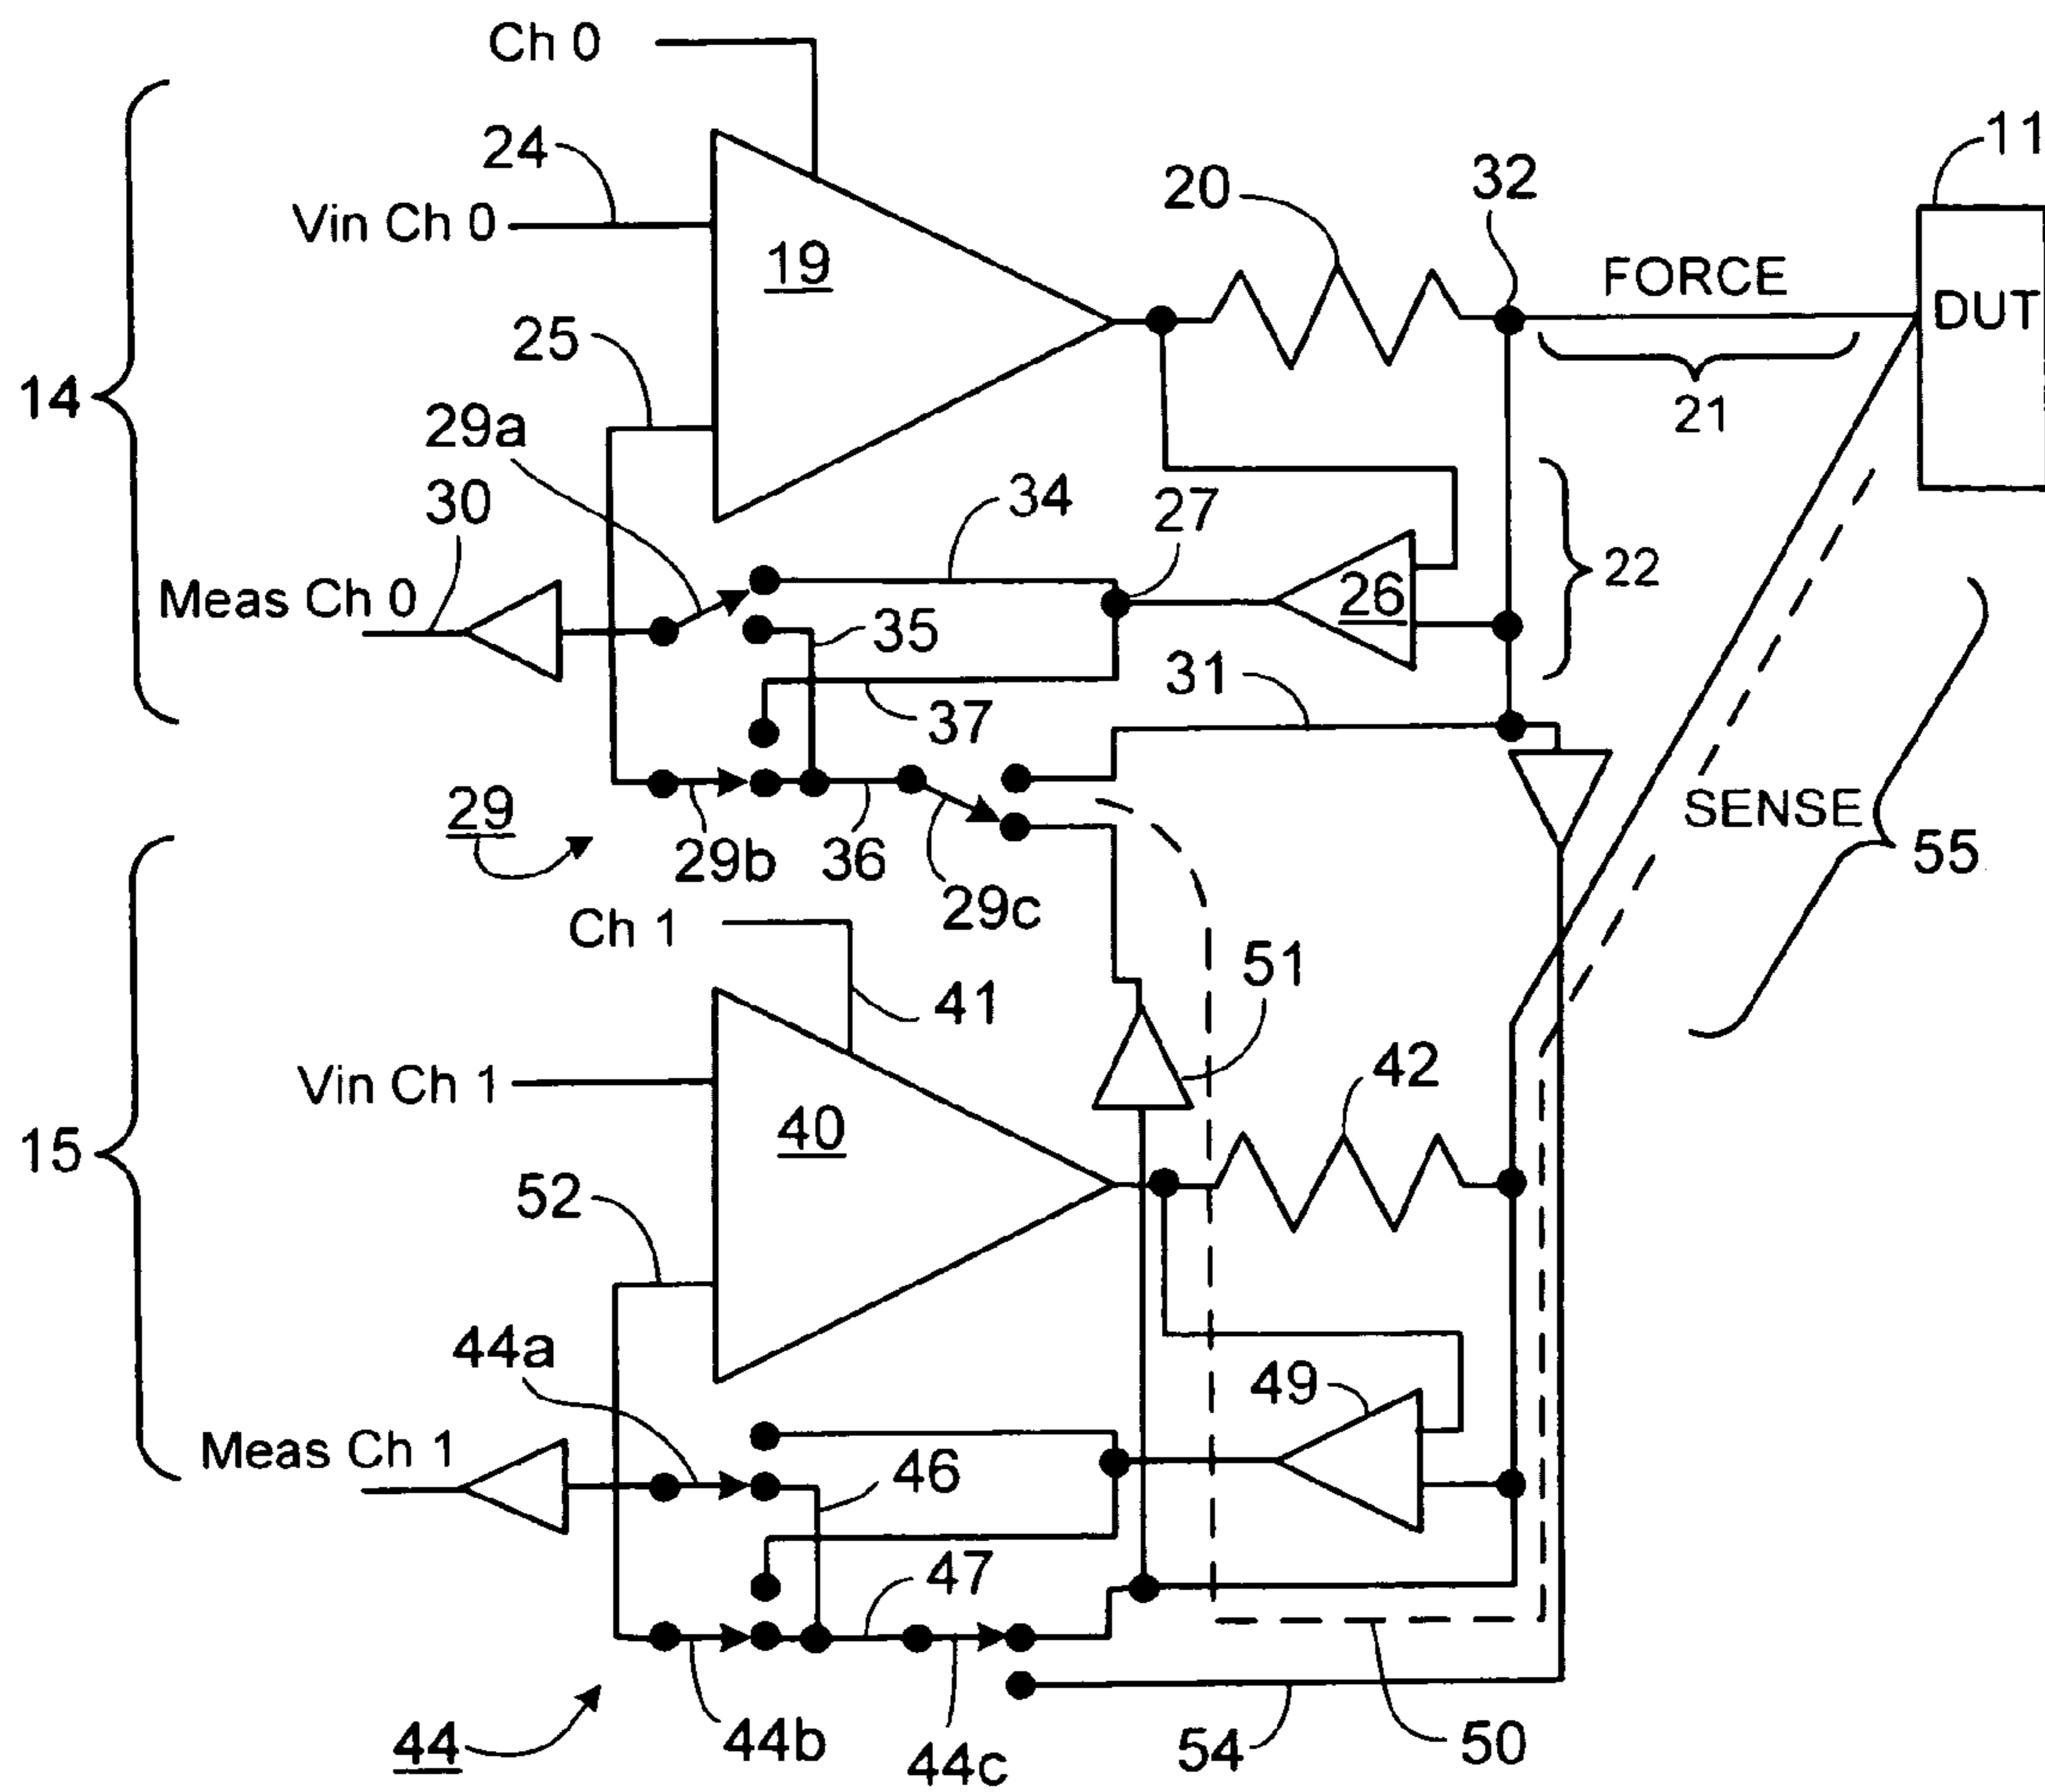 Ch 0
24
11
Vin Ch 0
20
32
19
FORCE
DUT
25
14
29a
21
30
34
27
22
Meas Ch 0
26
35
31
37
SENSE
29
29b
36
29c
55
Ch 1
41
51
Vin Ch 1
42
40
15
52
44a
49
Meas Ch 1
46
47
44
44b
44c
54
50